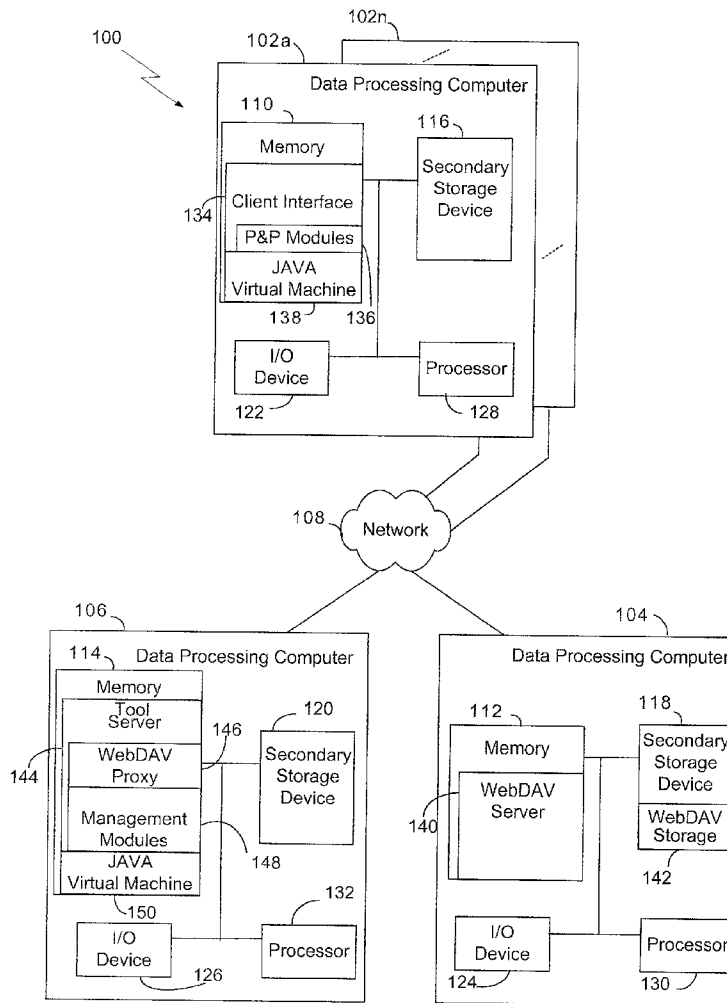 102n
102a
100
Data Processing Computer
110
116
Memory
Secondary
Storage
Device
134
Client Interface
P&P Modules
JAVA
Virtual Machine
138
136
I/O
Device
Processor
122
128
108
Network
106
104
Data Processing Computer
Data Processing Computer
114
Memory
Tool
Server
146
120
144
WebDAV
Proxy
Secondary
Storage
Device
Management
Modules
148
JAVA
Virtual Machine
150
132
I/O
Device
Processor
126
112
118
Memory
Secondary
Storage
Device
140
WebDAV
Server
WebDAV
Storage
142
I/O
Device
Processor
124
130